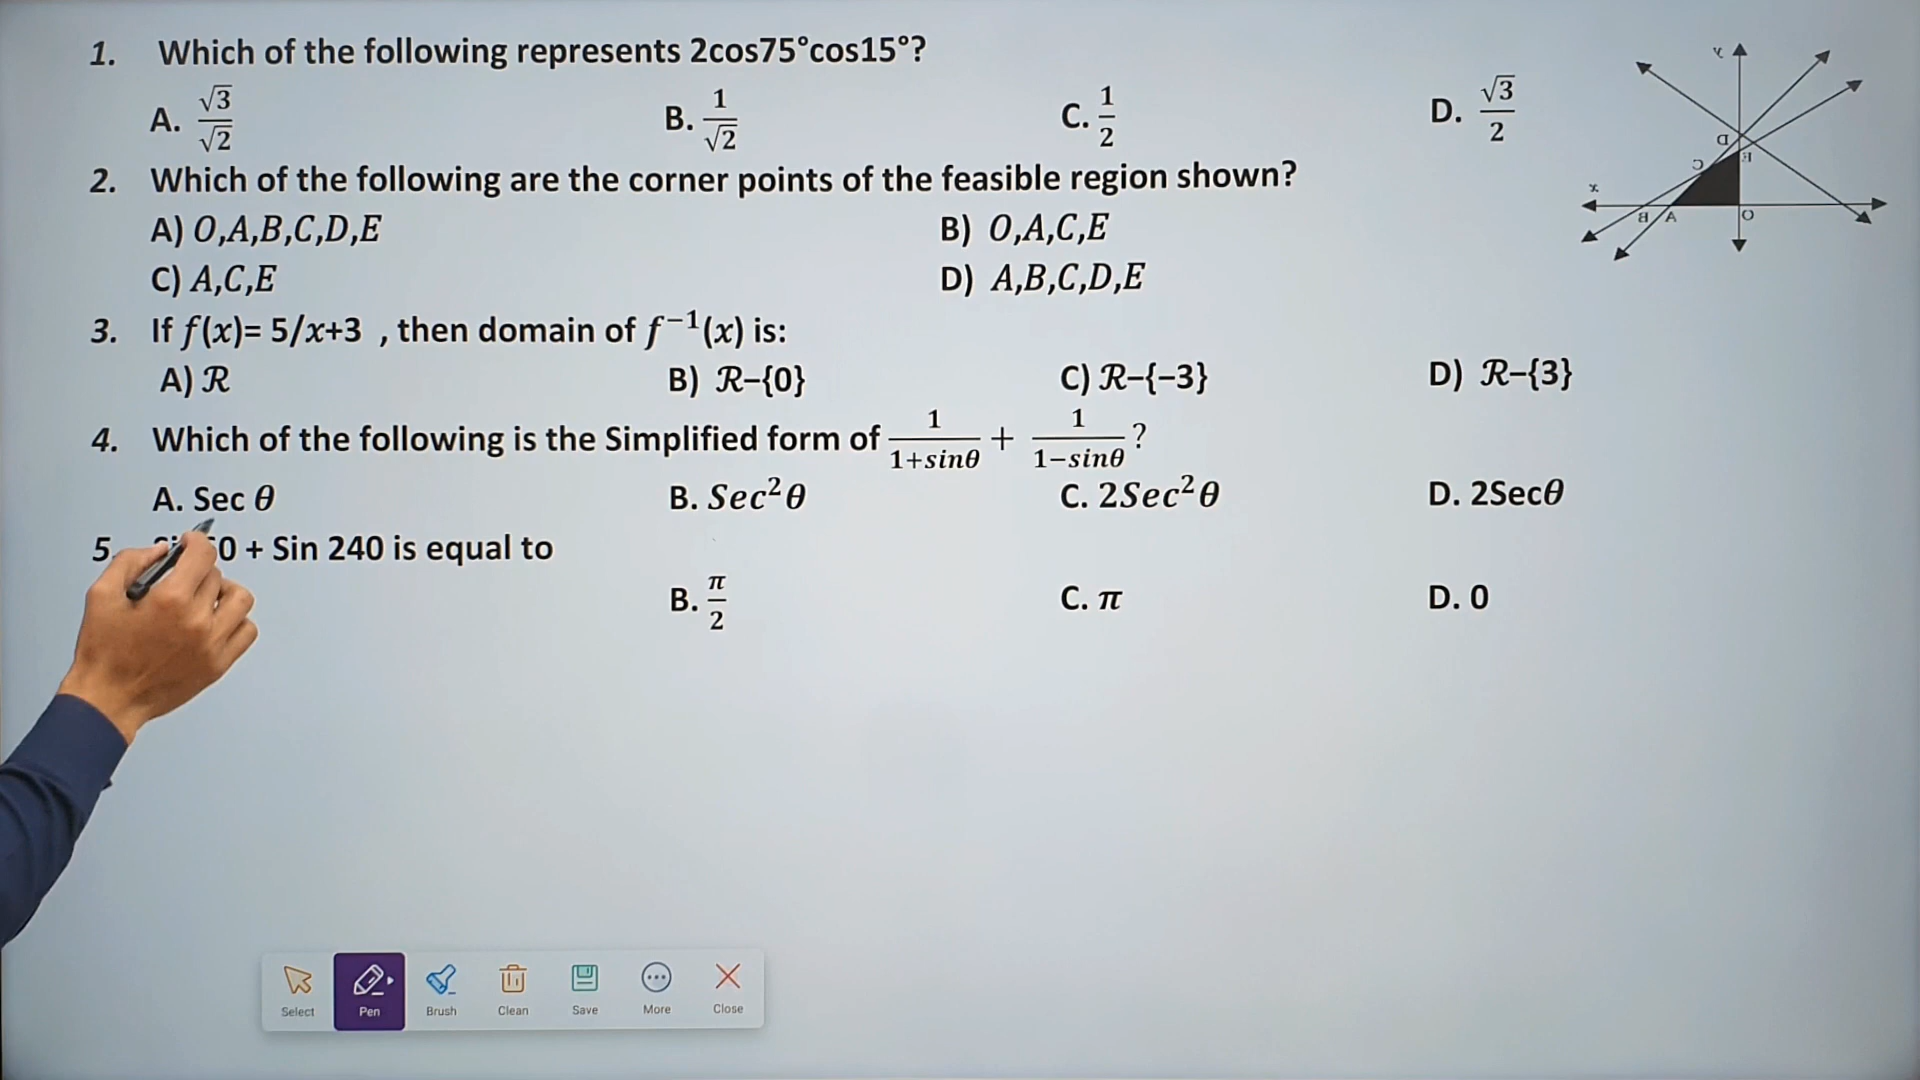 1. Which of the following represents 2cos75°cos15°?
A. √3/√2 B. 1/√2 C. 1/2 D. √3/2
2. Which of the following are the corner points of the feasible region shown?
A) O,A,B,C,D,E B) O,A,C,E
C) A,C,E D) A,B,C,D,E
3. If f(x)= 5/x+3 , then domain of f⁻¹(x) is:
A) ℛ B) ℛ–{0} C) ℛ–{−3} D) ℛ–{3}
4. Which of the following is the Simplified form of 1/1+sinθ + 1/1−sinθ ?
A. Sec θ B. Sec²θ C. 2Sec²θ D. 2Secθ
5. + Sin 240 is equal to
B. π/2 C. π D. 0
y
D
E
C
x
B A O
Select Pen Brush Clean Save More Close